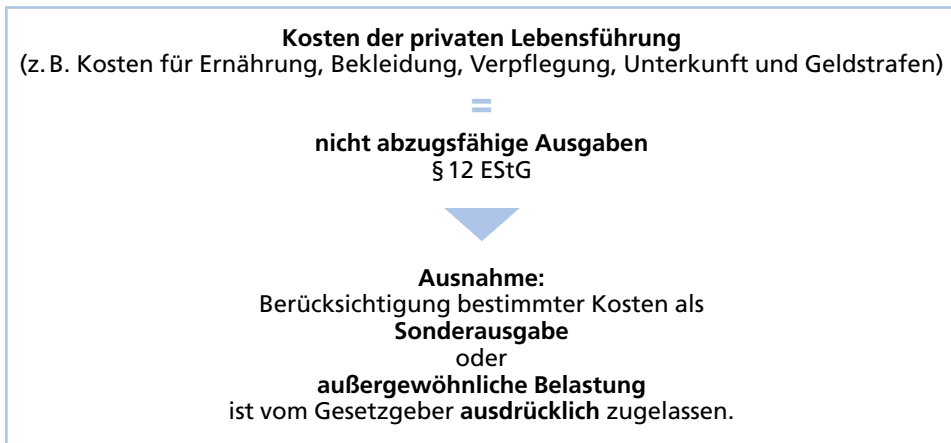 Kosten der privaten Lebensführung
(z. B. Kosten für Ernährung, Bekleidung, Verpflegung, Unterkunft und Geldstrafen)
=
nicht abzugsfähige Ausgaben
§ 12 EStG
Ausnahme:
Berücksichtigung bestimmter Kosten als
Sonderausgabe
oder
außergewöhnliche Belastung
ist vom Gesetzgeber ausdrücklich zugelassen.